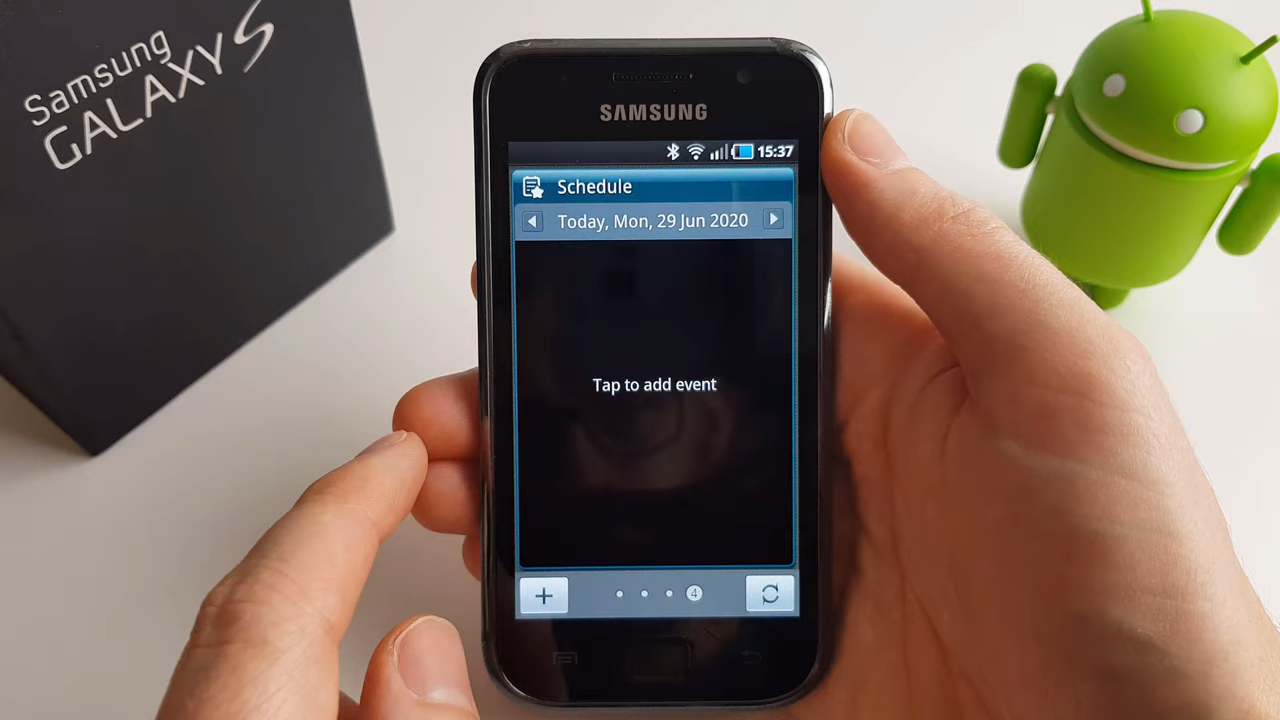 Samsung
GALAXY S
SAMSUNG
15:37
Schedule
Today, Mon, 29 Jun 2020
Tap to add event
4